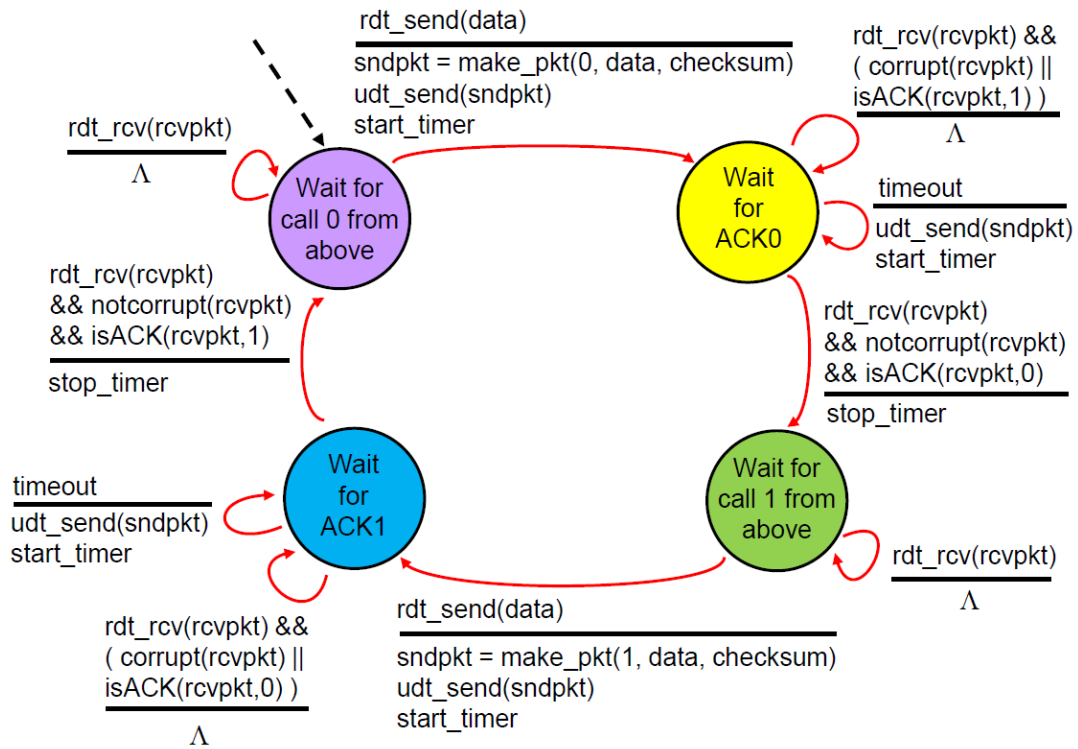 rdt_send(data)
sndpkt = make_pkt(0, data, checksum)
udt_send(sndpkt)
start_timer
rdt_rcv(rcvpkt) &&
( corrupt(rcvpkt) ||
isACK(rcvpkt,1) )
Λ
rdt_rcv(rcvpkt)
Λ
Wait for
call 0 from
above
Wait
for
ACK0
timeout
udt_send(sndpkt)
start_timer
rdt_rcv(rcvpkt)
&& notcorrupt(rcvpkt)
&& isACK(rcvpkt,1)
stop_timer
rdt_rcv(rcvpkt)
&& notcorrupt(rcvpkt)
&& isACK(rcvpkt,0)
stop_timer
Wait
for
ACK1
Wait for
call 1 from
above
timeout
udt_send(sndpkt)
start_timer
rdt_rcv(rcvpkt)
Λ
rdt_rcv(rcvpkt) &&
( corrupt(rcvpkt) ||
isACK(rcvpkt,0) )
Λ
rdt_send(data)
sndpkt = make_pkt(1, data, checksum)
udt_send(sndpkt)
start_timer